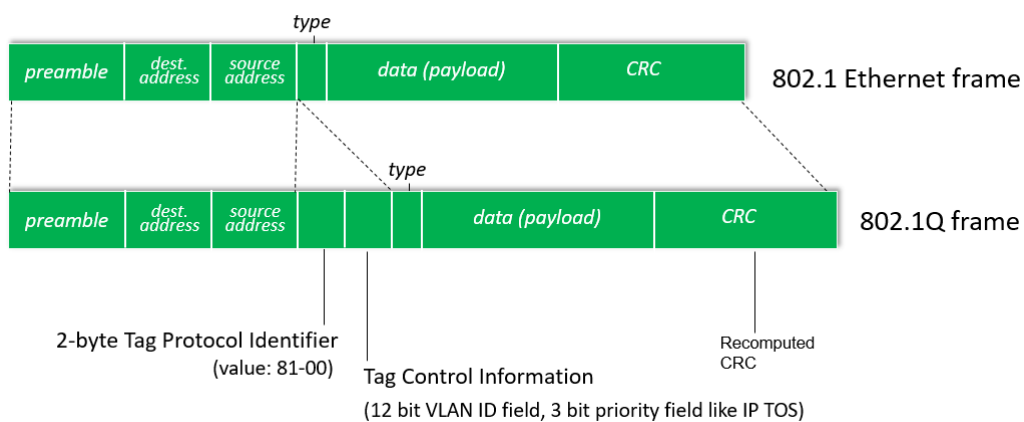 type
preamble
dest.
address
source
address
data (payload)
CRC
802.1 Ethernet frame
type
preamble
dest.
address
source
address
data (payload)
CRC
802.1Q frame
2-byte Tag Protocol Identifier
(value: 81-00)
Tag Control Information
(12 bit VLAN ID field, 3 bit priority field like IP TOS)
Recomputed
CRC